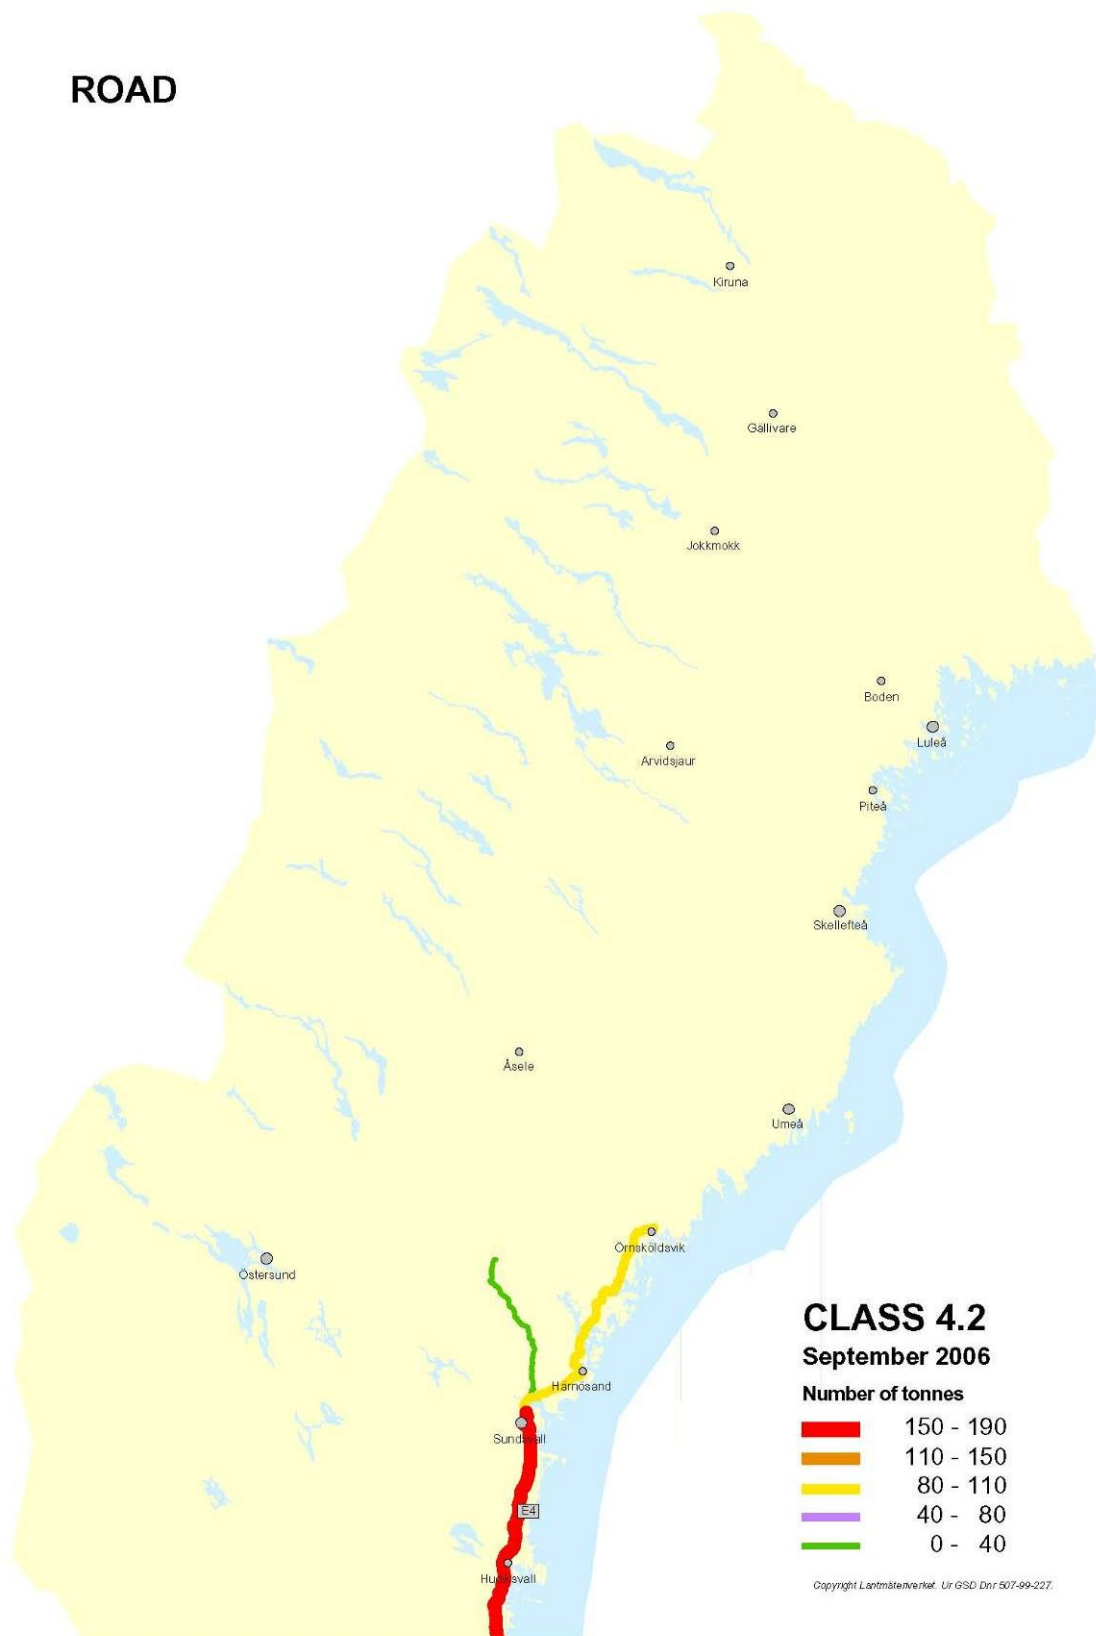 ROAD
Kiruna
Gällivare
Jokkmokk
Boden
Luleå
Arvidsjaur
Piteå
Skellefteå
Åsele
Umeå
Örnsköldsvik
Östersund
CLASS 4.2
September 2006
Number of tonnes
150 - 190
110 - 150
80 - 110
40 - 80
0 - 40
Härnösand
Sundsvall
E4
Hudiksvall
Copyright Lantmäteriverket. Ur GSD Dnr 507-99-227.